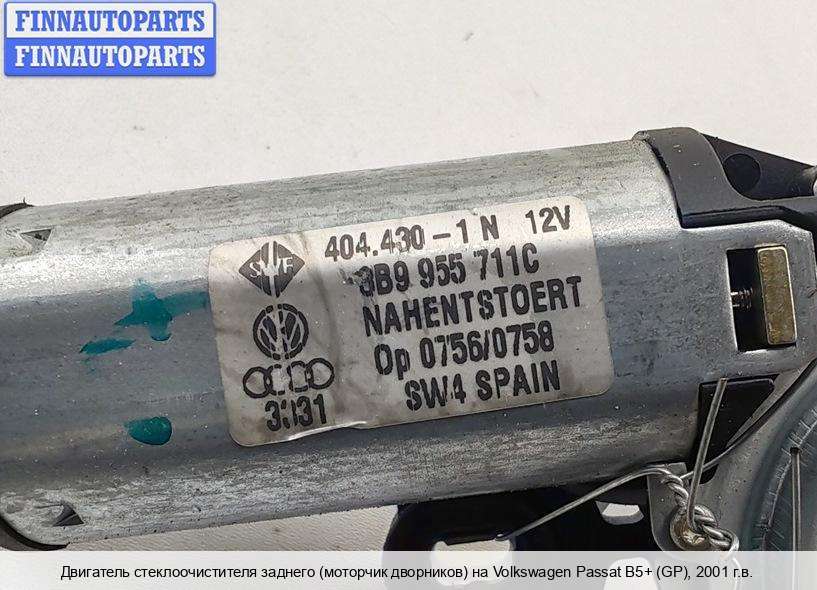 FINNAUTOPARTS
FINNAUTOPARTS
SWF
404.430-1 N 12V
3B9 955 711C
NAHENTSTOERT
Op 0756/0758
SW4 SPAIN
Двигатель стеклоочистителя заднего (моторчик дворников) на Volkswagen Passat B5+ (GP), 2001 г.в.